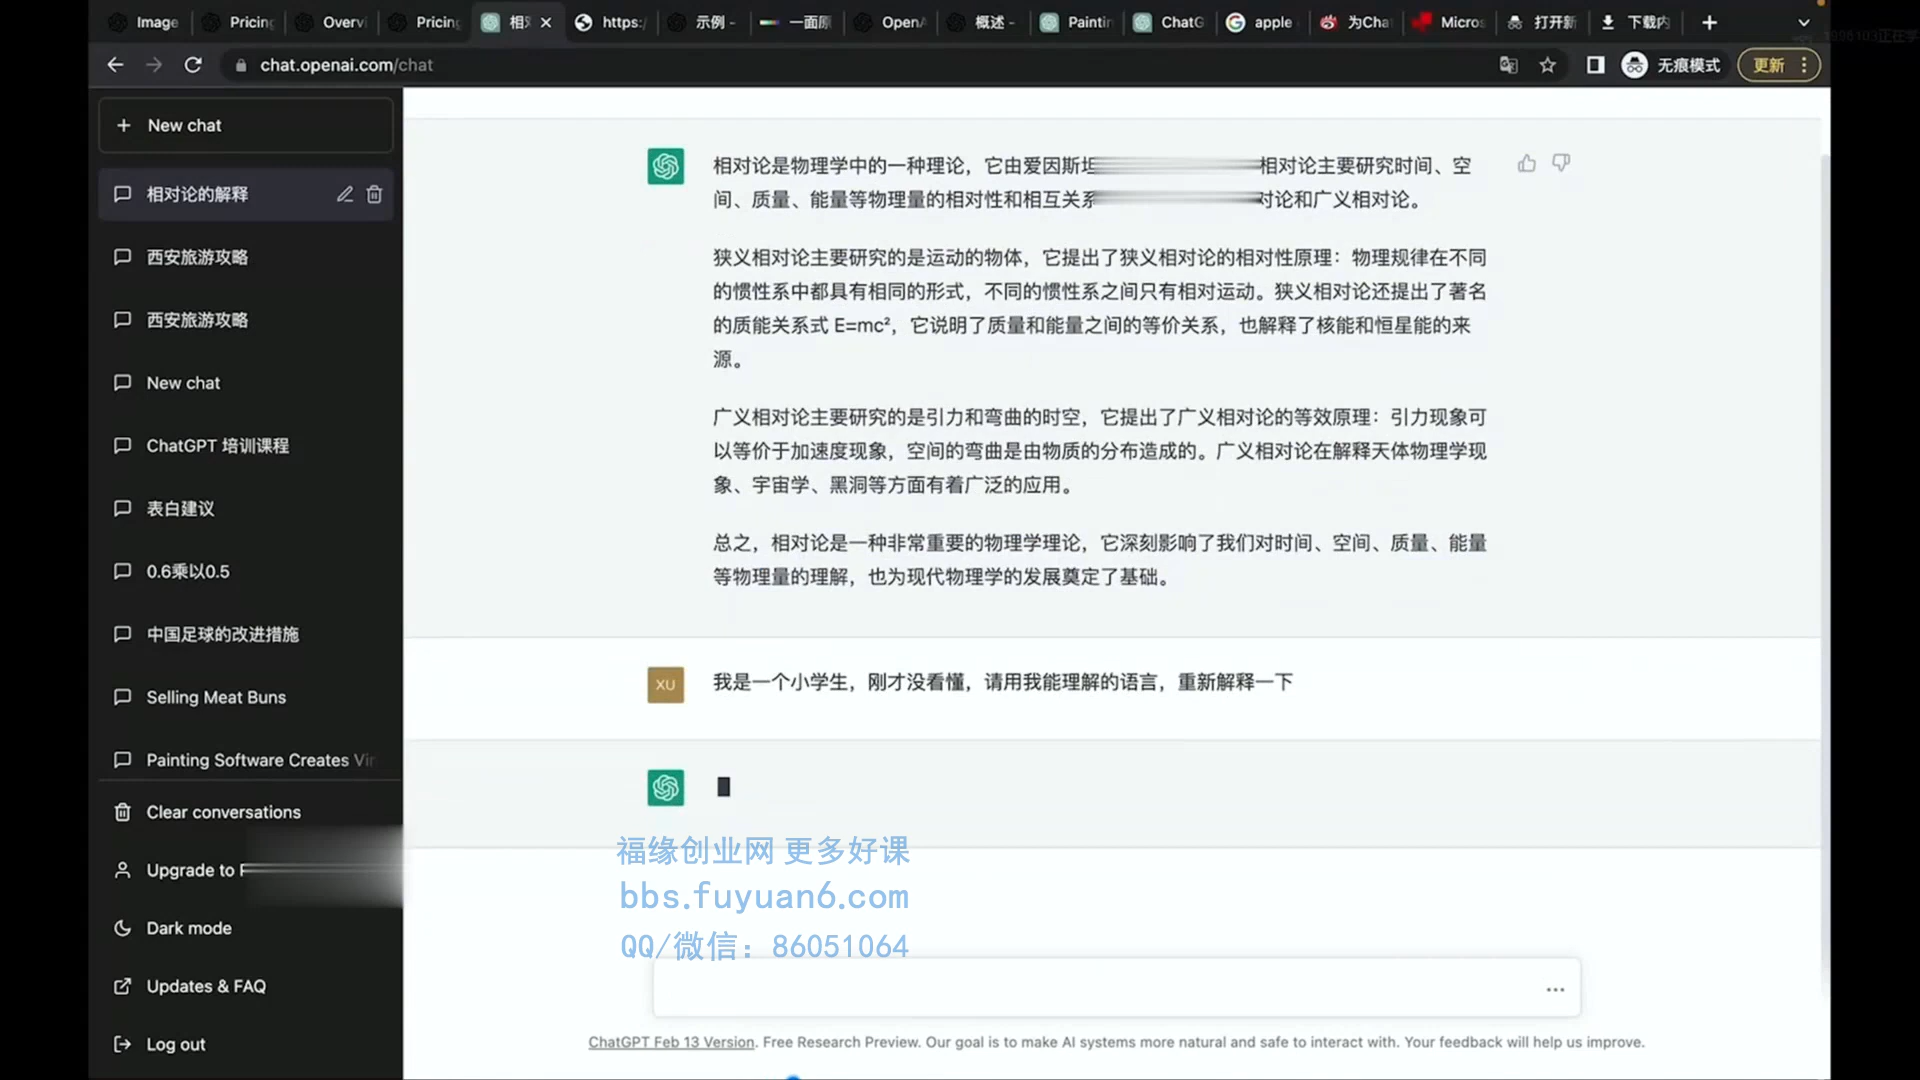 Image
Pricing
Overvi
Pricing
相对
https:/
示例 -
一面原
OpenA
概述 -
Paintin
ChatG
apple
为Cha
Micros
打开新
下载内
chat.openai.com/chat
无痕模式
更新
New chat
相对论的解释
西安旅游攻略
西安旅游攻略
New chat
ChatGPT 培训课程
表白建议
0.6乘以0.5
中国足球的改进措施
Selling Meat Buns
Painting Software Creates Vir
Clear conversations
Upgrade to
Dark mode
Updates & FAQ
Log out
相对论是物理学中的一种理论，它由爱因斯坦 相对论主要研究时间、空
间、质量、能量等物理量的相对性和相互关系 对论和广义相对论。
狭义相对论主要研究的是运动的物体，它提出了狭义相对论的相对性原理：物理规律在不同
的惯性系中都具有相同的形式，不同的惯性系之间只有相对运动。狭义相对论还提出了著名
的质能关系式 E=mc²，它说明了质量和能量之间的等价关系，也解释了核能和恒星能的来
源。
广义相对论主要研究的是引力和弯曲的时空，它提出了广义相对论的等效原理：引力现象可
以等价于加速度现象，空间的弯曲是由物质的分布造成的。广义相对论在解释天体物理学现
象、宇宙学、黑洞等方面有着广泛的应用。
总之，相对论是一种非常重要的物理学理论，它深刻影响了我们对时间、空间、质量、能量
等物理量的理解，也为现代物理学的发展奠定了基础。
XU
我是一个小学生，刚才没看懂，请用我能理解的语言，重新解释一下
福缘创业网 更多好课
bbs.fuyuan6.com
QQ/微信：86051064
ChatGPT Feb 13 Version. Free Research Preview. Our goal is to make AI systems more natural and safe to interact with. Your feedback will help us improve.